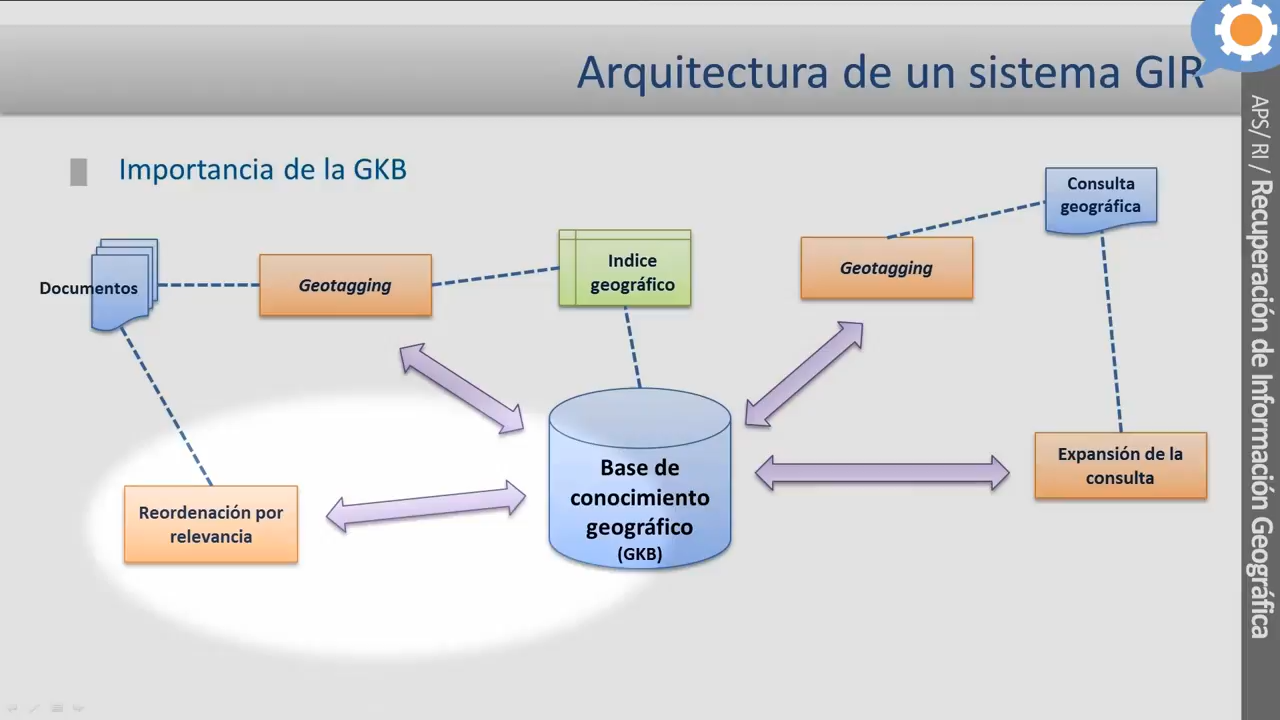 Arquitectura de un sistema GIR
Importancia de la GKB
Consulta
geográfica
Documentos
Geotagging
Indice
geográfico
Geotagging
Base de
conocimiento
geográfico
(GKB)
Expansión de la
consulta
Reordenación por
relevancia
APS/ RI / Recuperación de Información Geográfica